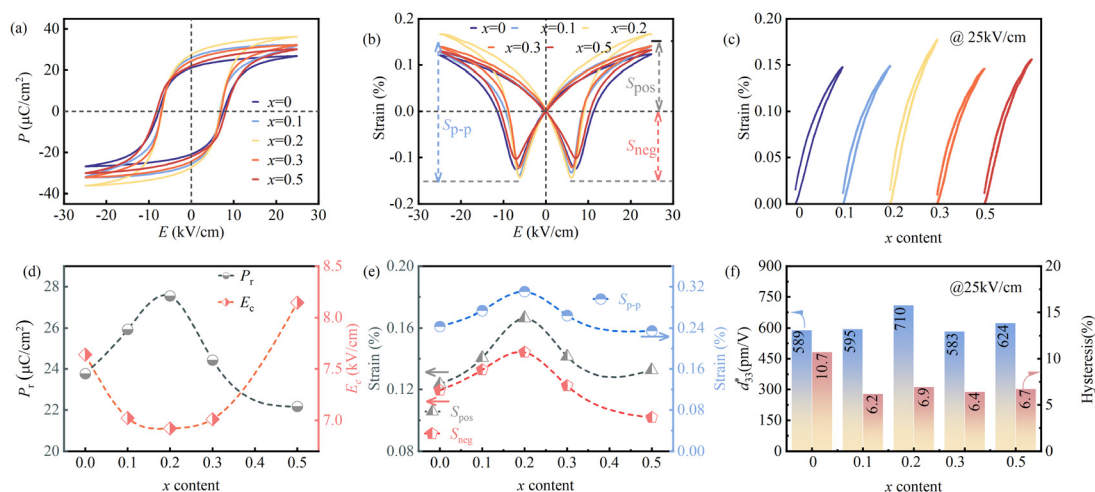 (a)
P (μC/cm²)
40
20
0
-20
-40
x=0
x=0.1
x=0.2
x=0.3
x=0.5
-30 -20 -10 0 10 20 30
E (kV/cm)
(b)
Strain (%)
0.2
0.1
0.0
-0.1
-0.2
x=0 x=0.1 x=0.2
x=0.3 x=0.5
Sp-p
Spos
Sneg
-30 -20 -10 0 10 20 30
E (kV/cm)
(c)
@ 25kV/cm
Strain (%)
0.20
0.15
0.10
0.05
0.00
0 0.1 0.2 0.3 0.5
x content
(d)
Pr (μC/cm²)
28
26
24
22
20
Pr
Ec
8.5
8.0
7.5
7.0
Ec (kV/cm)
0.0 0.1 0.2 0.3 0.4 0.5
x content
(e)
Strain (%)
0.20
0.16
0.12
0.08
Sp-p
Spos
Sneg
0.36
0.24
0.12
0.00
Strain (%)
0.0 0.1 0.2 0.3 0.4 0.5
x content
(f)
@25kV/cm
d*33(pm/V)
900
750
600
450
300
150
0
589 10.7 595 6.2 710 6.9 583 6.4 624 6.7
20
15
10
5
0
Hysteresis(%)
0 0.1 0.2 0.3 0.5
x content